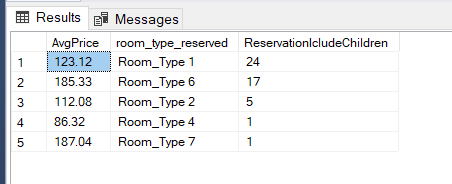 Results Messages
AvgPrice room_type_reserved ReservationIcludeChildren
1 123.12 Room_Type 1 24
2 185.33 Room_Type 6 17
3 112.08 Room_Type 2 5
4 86.32 Room_Type 4 1
5 187.04 Room_Type 7 1